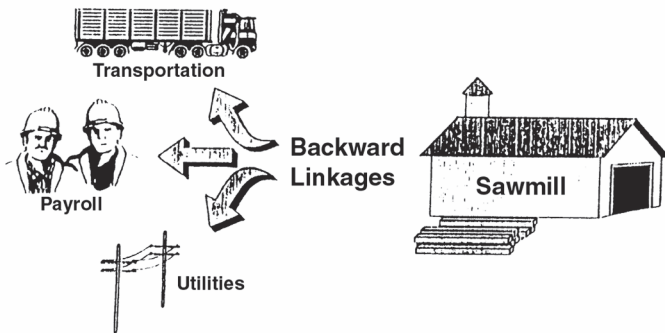 Transportation
Payroll
Backward
Linkages
Sawmill
Utilities